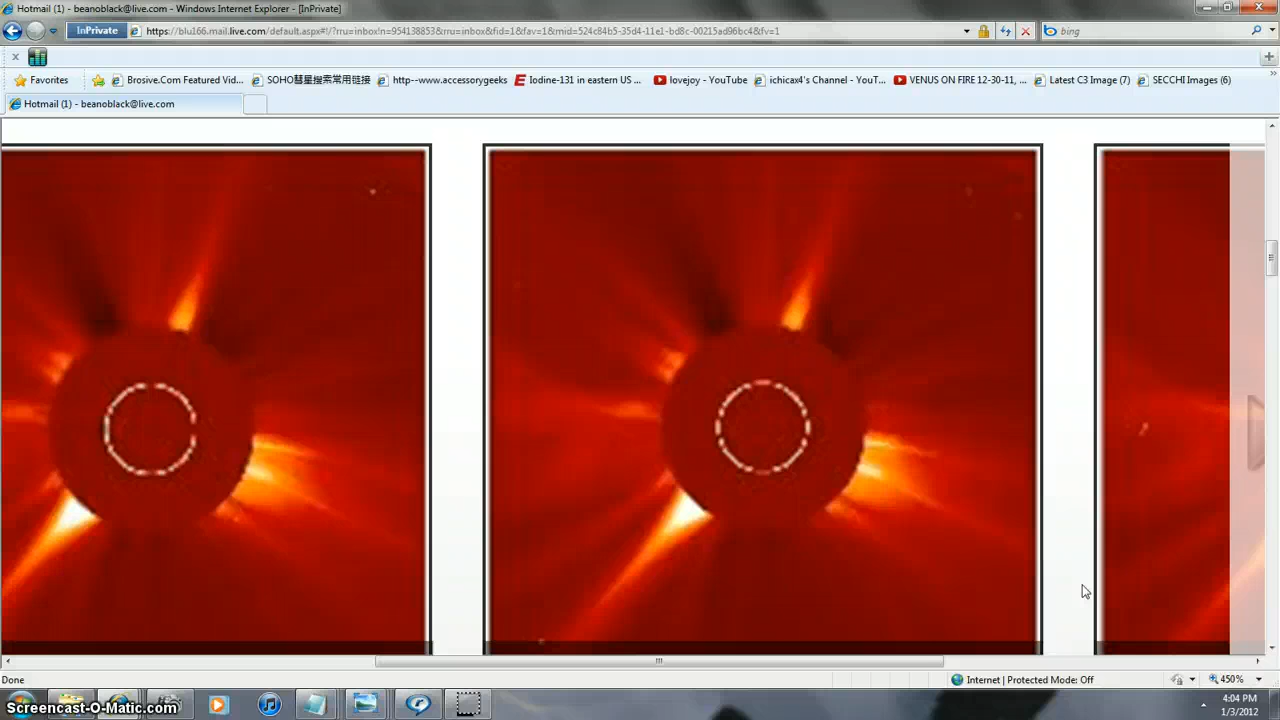 Hotmail (1) - beanoblack@live.com - Windows Internet Explorer - [InPrivate]
InPrivate https://blu166.mail.live.com/default.aspx#!/?rru=inbox!n=954138853&rru=inbox&fid=1&fav=1&mid=524c84b5-35d4-11e1-bd8c-00215ad96bc4&fv=1 bing
Favorites Brosive.Com Featured Vid... SOHO彗星搜索常用链接 http--www.accessorygeeks Iodine-131 in eastern US ... lovejoy - YouTube ichicax4's Channel - YouT... VENUS ON FIRE 12-30-11, ... Latest C3 Image (7) SECCHI Images (6)
Hotmail (1) - beanoblack@live.com
Done Internet | Protected Mode: Off 450%
Screencast-O-Matic.com 4:04 PM
1/3/2012